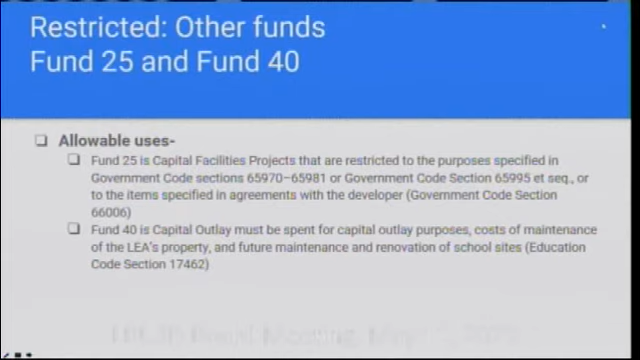 Restricted: Other funds
Fund 25 and Fund 40
Allowable uses-
Fund 25 is Capital Facilities Projects that are restricted to the purposes specified in
Government Code sections 65970–65981 or Government Code Section 65995 et seq., or
to the items specified in agreements with the developer (Government Code Section
66006)
Fund 40 is Capital Outlay must be spent for capital outlay purposes, costs of maintenance
of the LEA's property, and future maintenance and renovation of school sites (Education
Code Section 17462)
Board Meeting, May